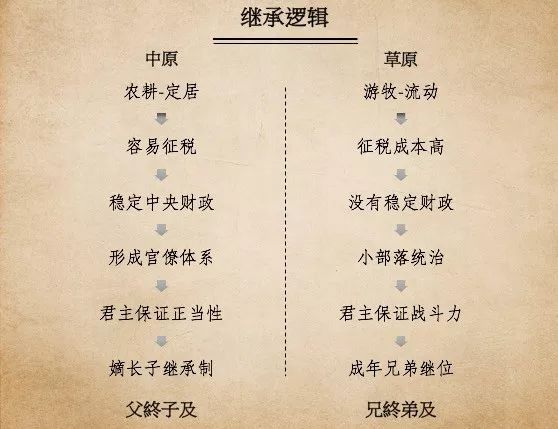 继承逻辑
中原
农耕-定居
容易征税
稳定中央财政
形成官僚体系
君主保证正当性
嫡长子继承制
父終子及
草原
游牧-流动
征税成本高
没有稳定财政
小部落统治
君主保证战斗力
成年兄弟继位
兄終弟及